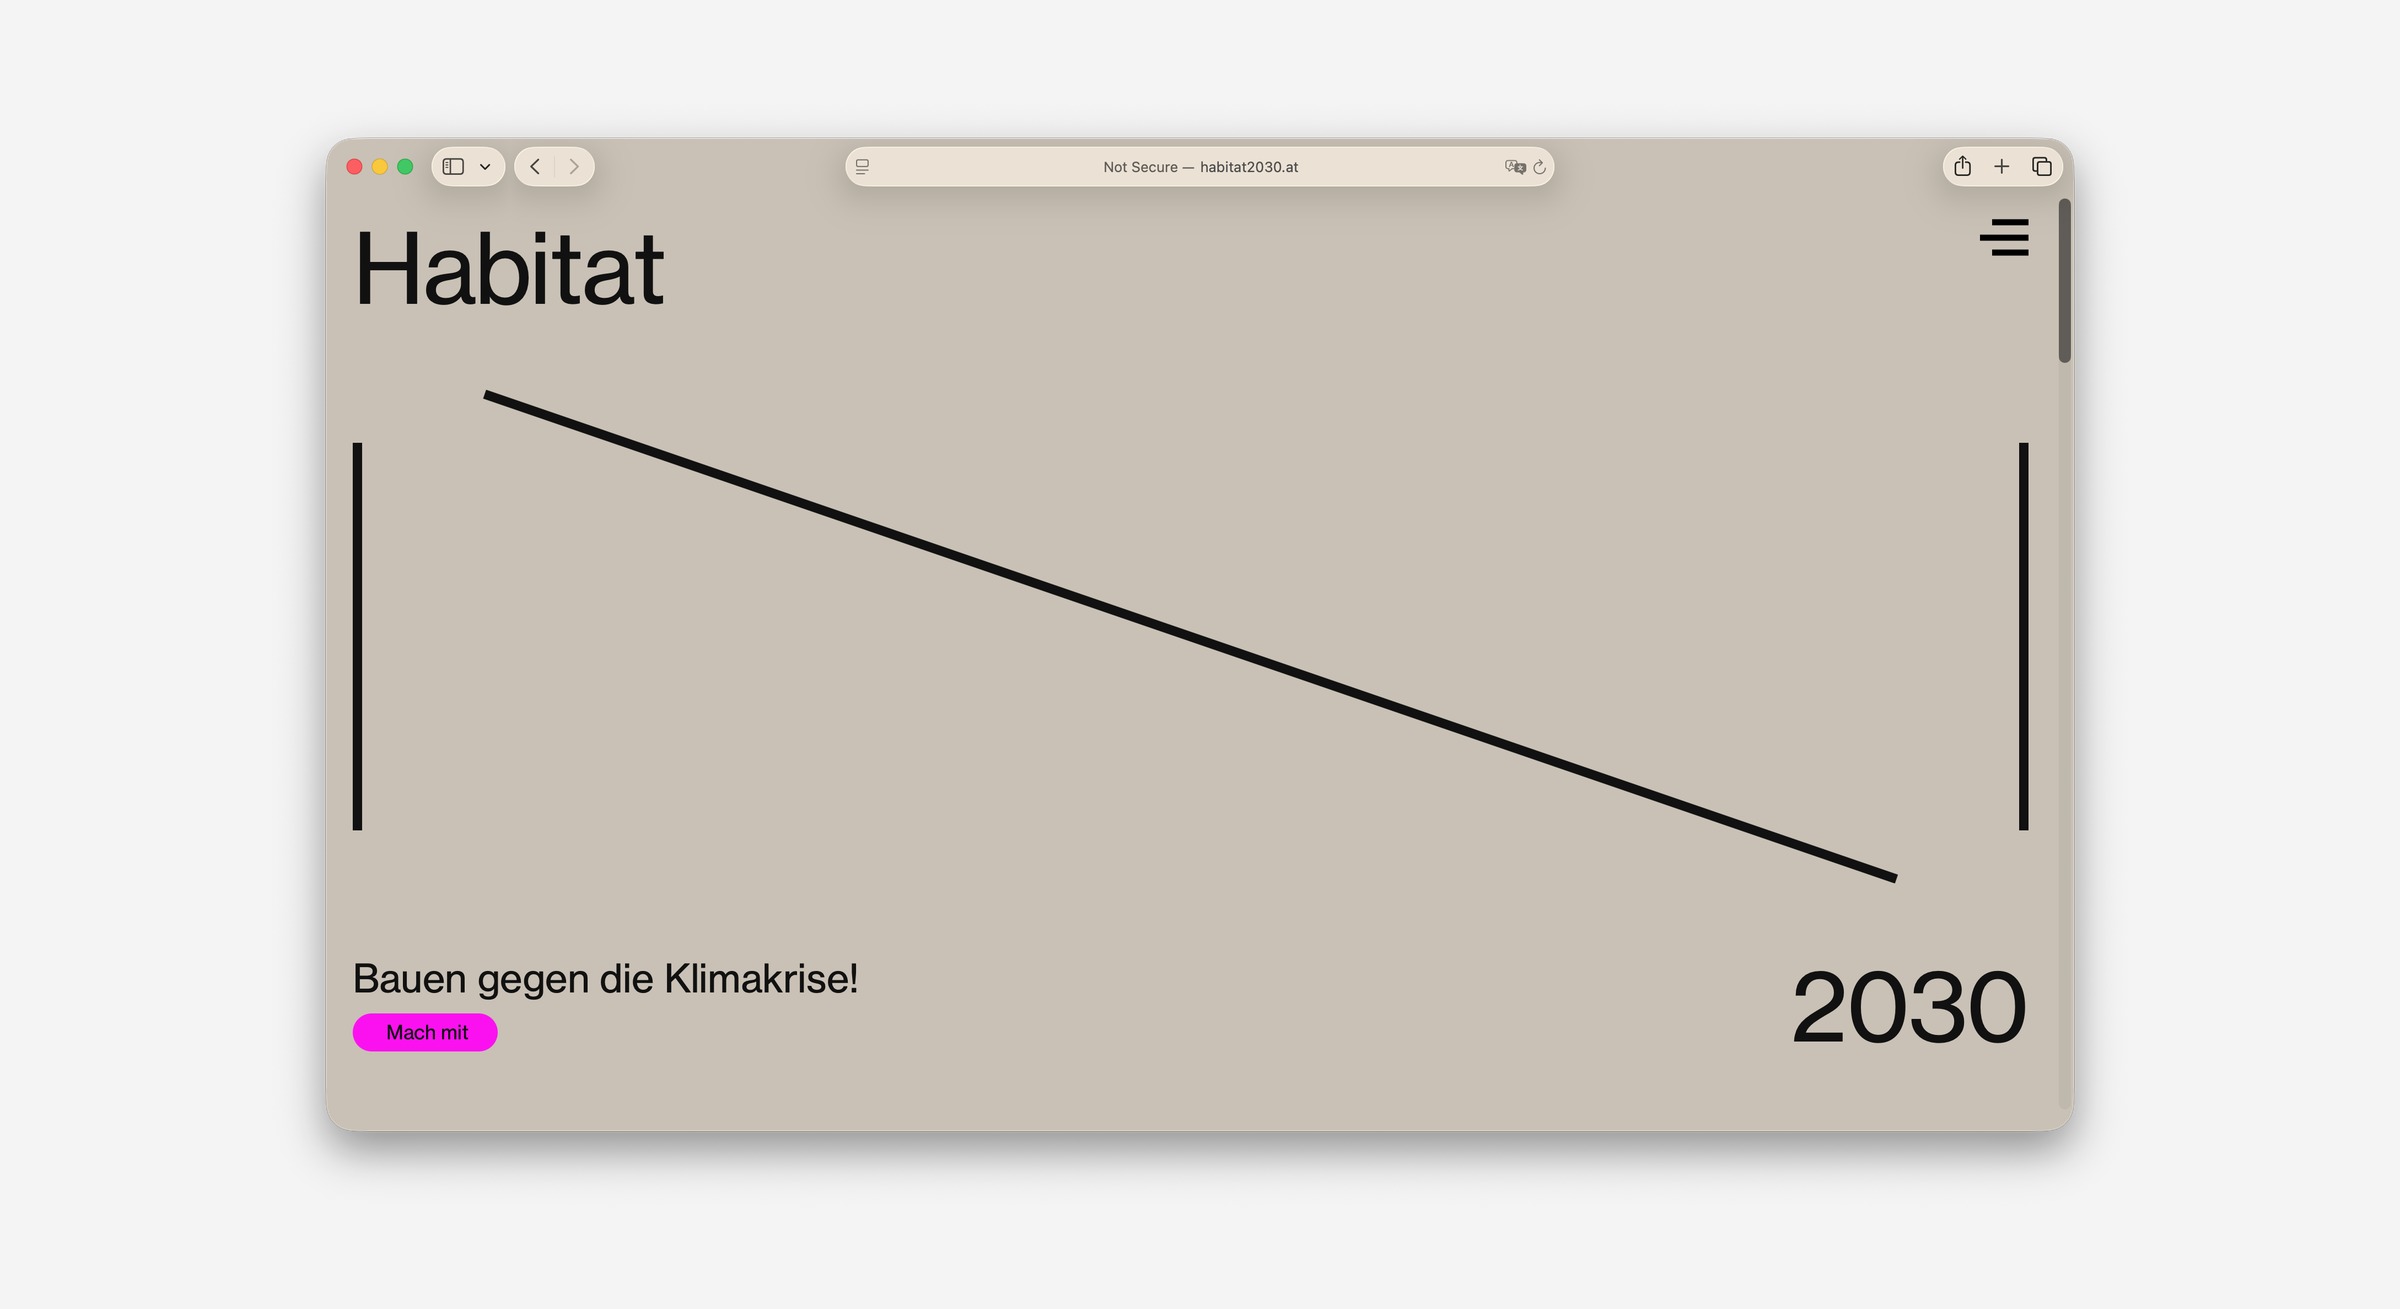 Not Secure — habitat2030.at
Habitat
Bauen gegen die Klimakrise!
Mach mit
2030